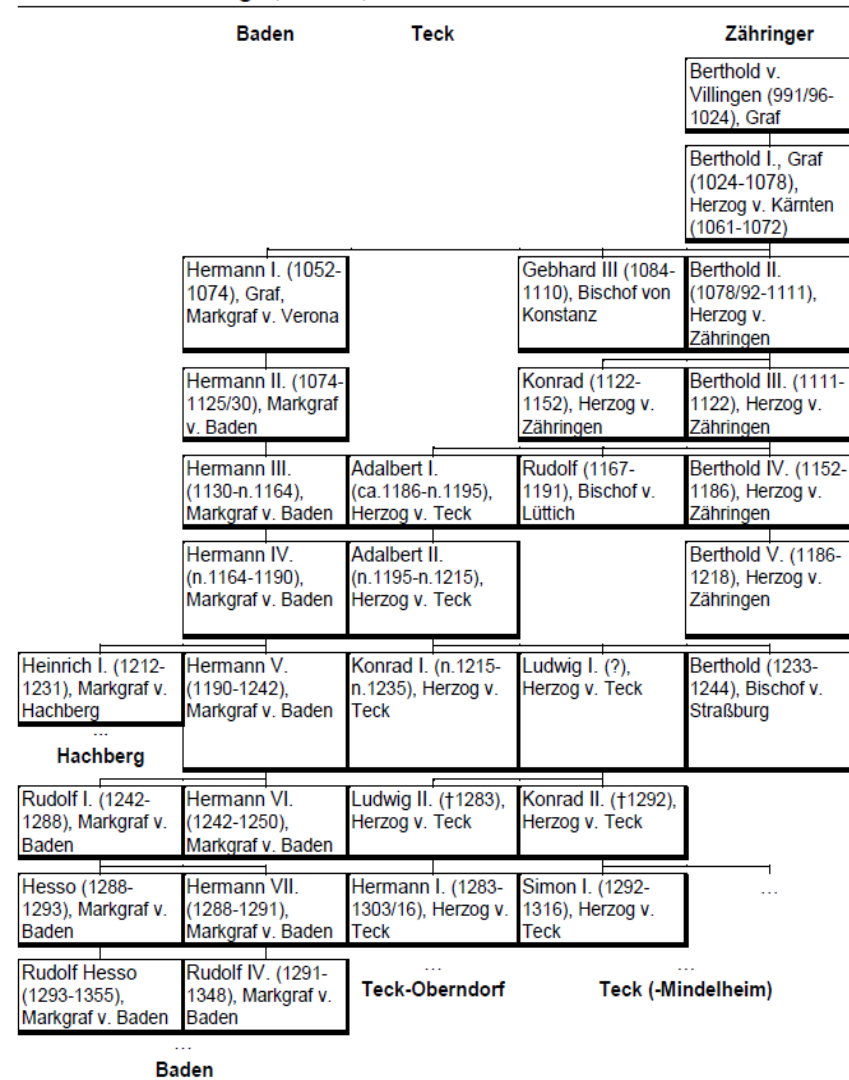 Baden Teck Zähringer
Berthold v.
Villingen (991/96-
1024), Graf
Berthold I., Graf
(1024-1078),
Herzog v. Kärnten
(1061-1072)
Hermann I. (1052-
1074), Graf,
Markgraf v. Verona
Gebhard III (1084-
1110), Bischof von
Konstanz
Berthold II.
(1078/92-1111),
Herzog v.
Zähringen
Hermann II. (1074-
1125/30), Markgraf
v. Baden
Konrad (1122-
1152), Herzog v.
Zähringen
Berthold III. (1111-
1122), Herzog v.
Zähringen
Hermann III.
(1130-n.1164),
Markgraf v. Baden
Adalbert I.
(ca.1186-n.1195),
Herzog v. Teck
Rudolf (1167-
1191), Bischof v.
Lüttich
Berthold IV. (1152-
1186), Herzog v.
Zähringen
Hermann IV.
(n.1164-1190),
Markgraf v. Baden
Adalbert II.
(n.1195-n.1215),
Herzog v. Teck
Berthold V. (1186-
1218), Herzog v.
Zähringen
Heinrich I. (1212-
1231), Markgraf v.
Hachberg
Hermann V.
(1190-1242),
Markgraf v. Baden
Konrad I. (n.1215-
n.1235), Herzog v.
Teck
Ludwig I. (?),
Herzog v. Teck
Berthold (1233-
1244), Bischof v.
Straßburg
...
Hachberg
Rudolf I. (1242-
1288), Markgraf v.
Baden
Hermann VI.
(1242-1250),
Markgraf v. Baden
Ludwig II. (†1283),
Herzog v. Teck
Konrad II. (†1292),
Herzog v. Teck
Hesso (1288-
1293), Markgraf v.
Baden
Hermann VII.
(1288-1291),
Markgraf v. Baden
Hermann I. (1283-
1303/16), Herzog v.
Teck
Simon I. (1292-
1316), Herzog v.
Teck
...
Rudolf Hesso
(1293-1355),
Markgraf v. Baden
Rudolf IV. (1291-
1348), Markgraf v.
Baden
...
Teck-Oberndorf
...
Teck (-Mindelheim)
...
Baden